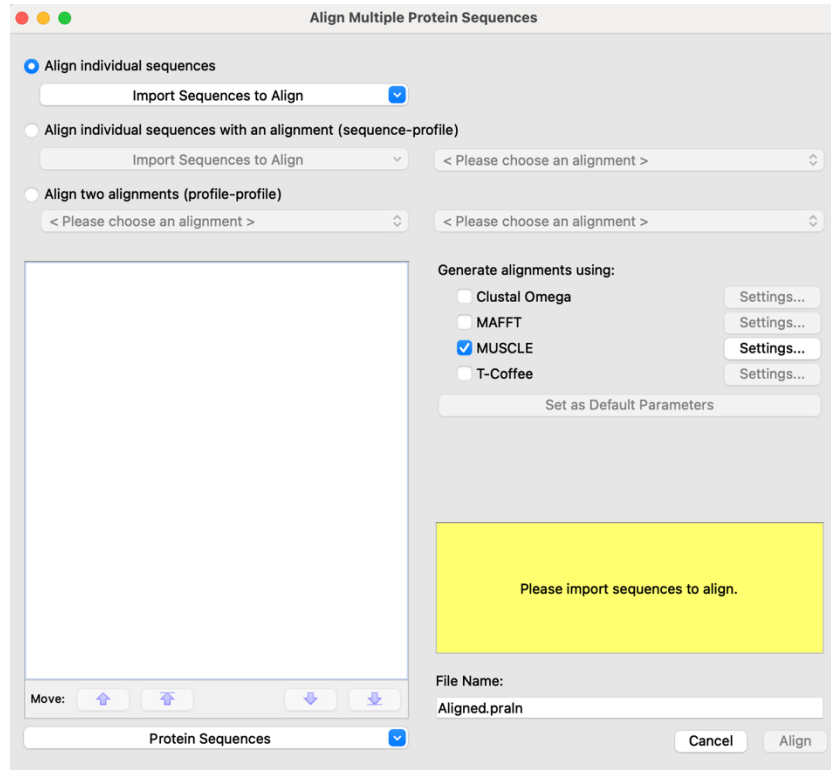 Align Multiple Protein Sequences
Align individual sequences
Import Sequences to Align
Align individual sequences with an alignment (sequence-profile)
Import Sequences to Align
< Please choose an alignment >
Align two alignments (profile-profile)
< Please choose an alignment >
< Please choose an alignment >
Generate alignments using:
Clustal Omega
Settings...
MAFFT
Settings...
MUSCLE
Settings...
T-Coffee
Settings...
Set as Default Parameters
Please import sequences to align.
Move:
Protein Sequences
File Name:
Aligned.praln
Cancel
Align